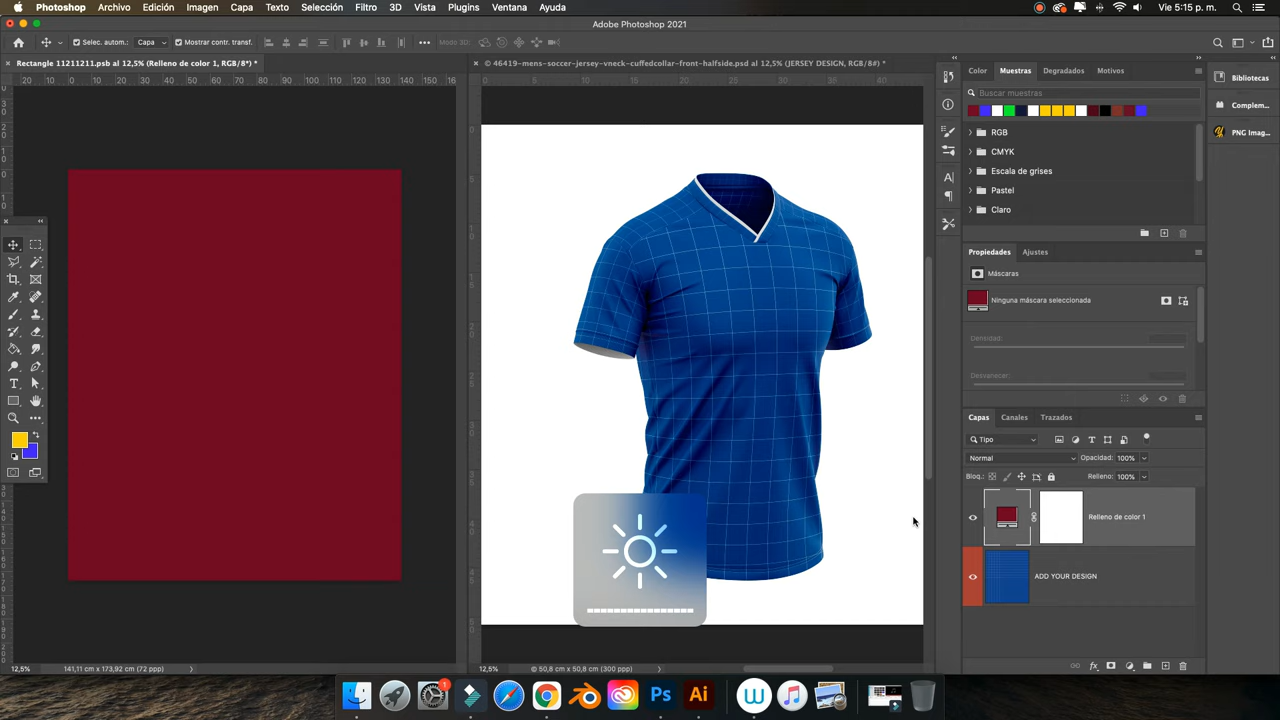 Photoshop Archivo Edición Imagen Capa Texto Selección Filtro 3D Vista Plugins Ventana Ayuda
Vie 5:15 p. m.
Adobe Photoshop 2021
Selec. autom.: Capa Mostrar contr. transf. Modo 3D:
Rectangle 11211211.psb al 12,5% (Relleno de color 1, RGB/8*) *
© 46419-mens-soccer-jersey-vneck-cuffedcollar-front-halfside.psd al 12,5% (JERSEY DESIGN, RGB/8#) *
Color Muestras Degradados Motivos
Buscar muestras
RGB
CMYK
Escala de grises
Pastel
Claro
Bibliotecas
Complem...
PNG Imag...
Propiedades Ajustes
Máscaras
Ninguna máscara seleccionada
Densidad:
Desvanecer:
Capas Canales Trazados
Tipo
Normal Opacidad: 100%
Bloq.: Relleno: 100%
Relleno de color 1
ADD YOUR DESIGN
12,5% 141,11 cm x 173,92 cm (72 ppp)
12,5% 50,8 cm x 50,8 cm (300 ppp)
1
Ps Ai